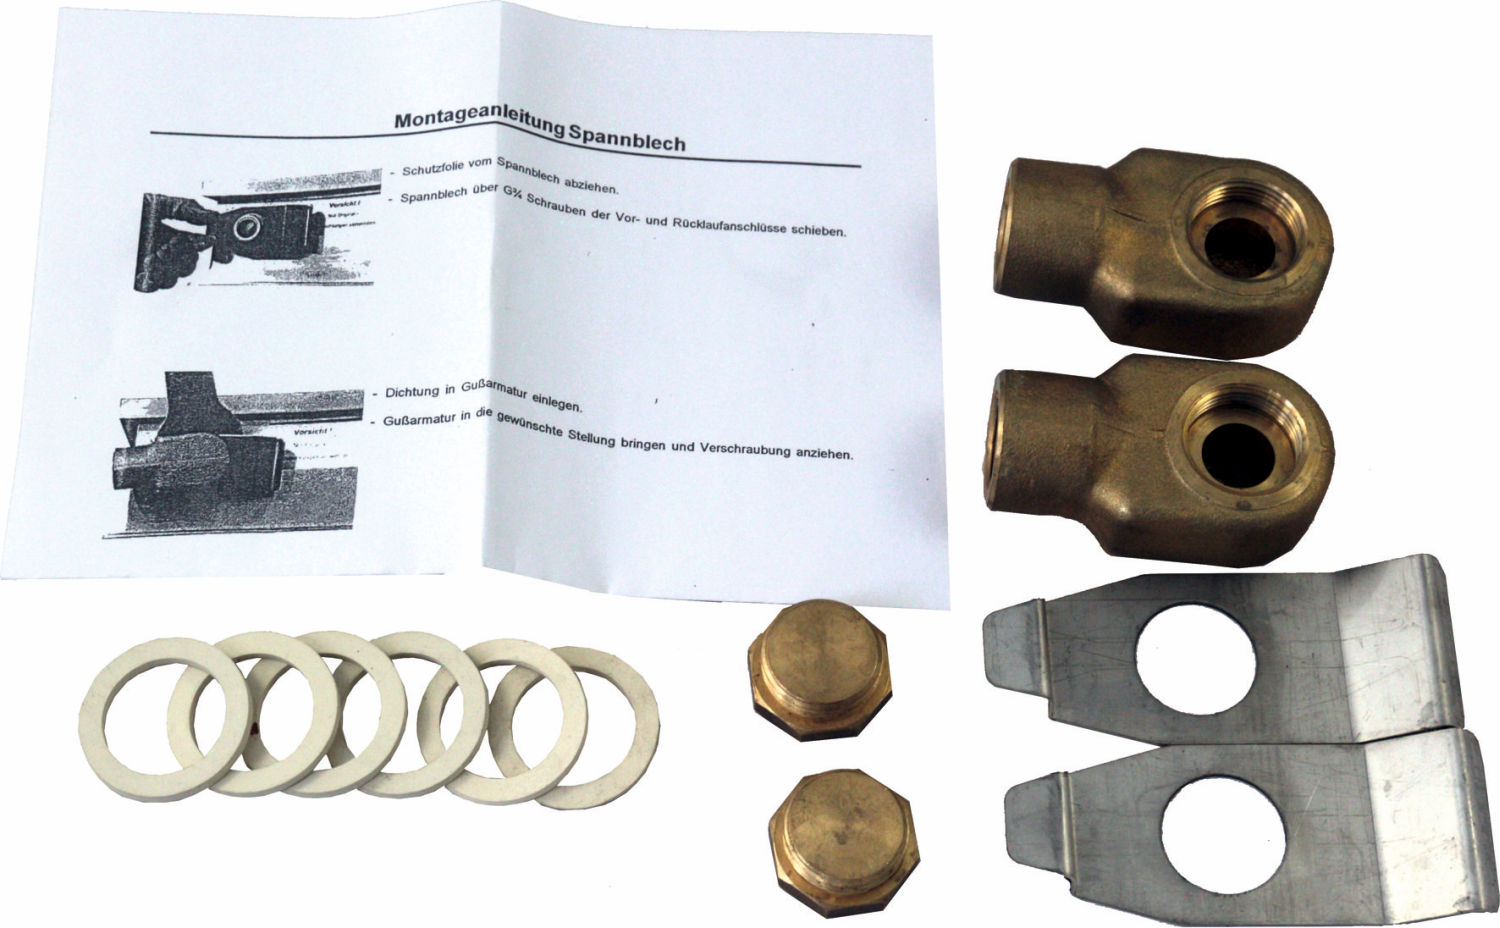 Montageanleitung Spannblech
- Schutzfolie vom Spannblech abziehen.
- Spannblech über G¾ Schrauben der Vor- und Rücklaufanschlüsse schieben.
Vorsicht !
- Dichtung in Gußarmatur einlegen.
- Gußarmatur in die gewünschte Stellung bringen und Verschraubung anziehen.
Vorsicht !